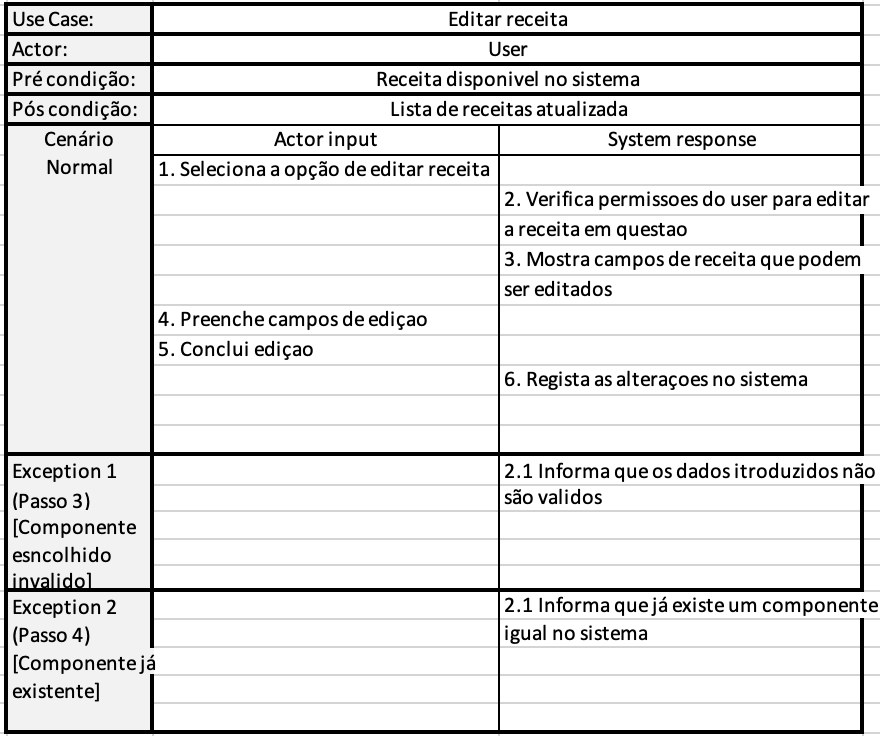 Use Case:
Editar receita
Actor:
User
Pré condição:
Receita disponivel no sistema
Pós condição:
Lista de receitas atualizada
Cenário
Normal
Actor input
System response
1. Seleciona a opção de editar receita
2. Verifica permissoes do user para editar
a receita em questao
3. Mostra campos de receita que podem
ser editados
4. Preenche campos de ediçao
5. Conclui ediçao
6. Regista as alteraçoes no sistema
Exception 1
(Passo 3)
[Componente
esncolhido
invalido]
2.1 Informa que os dados itroduzidos não
são validos
Exception 2
(Passo 4)
[Componente já
existente]
2.1 Informa que já existe um componente
igual no sistema